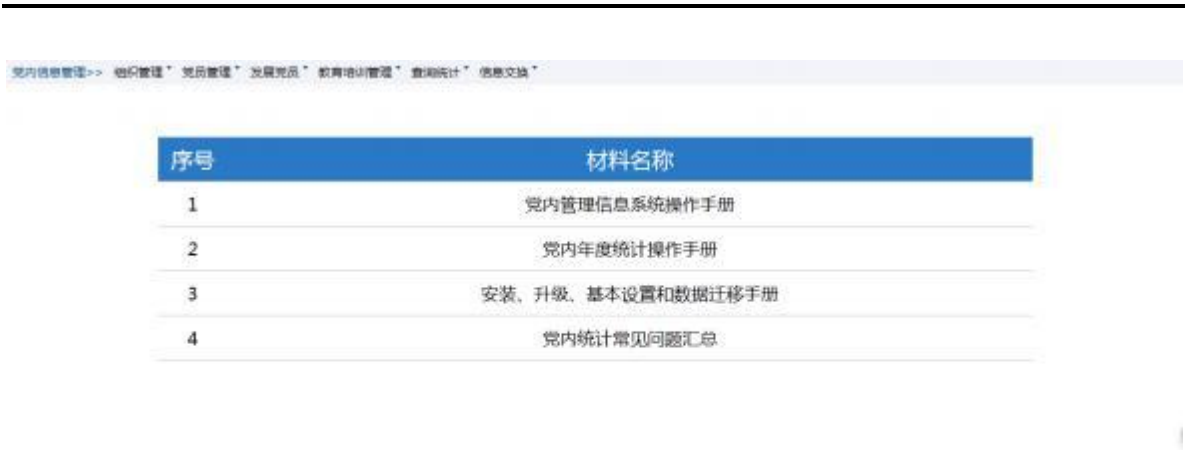 党内信息管理>> 组织管理 党员管理 发展党员 教育培训管理 查询统计 信息交换
序号 材料名称
1 党内管理信息系统操作手册
2 党内年度统计操作手册
3 安装、升级、基本设置和数据迁移手册
4 党内统计常见问题汇总